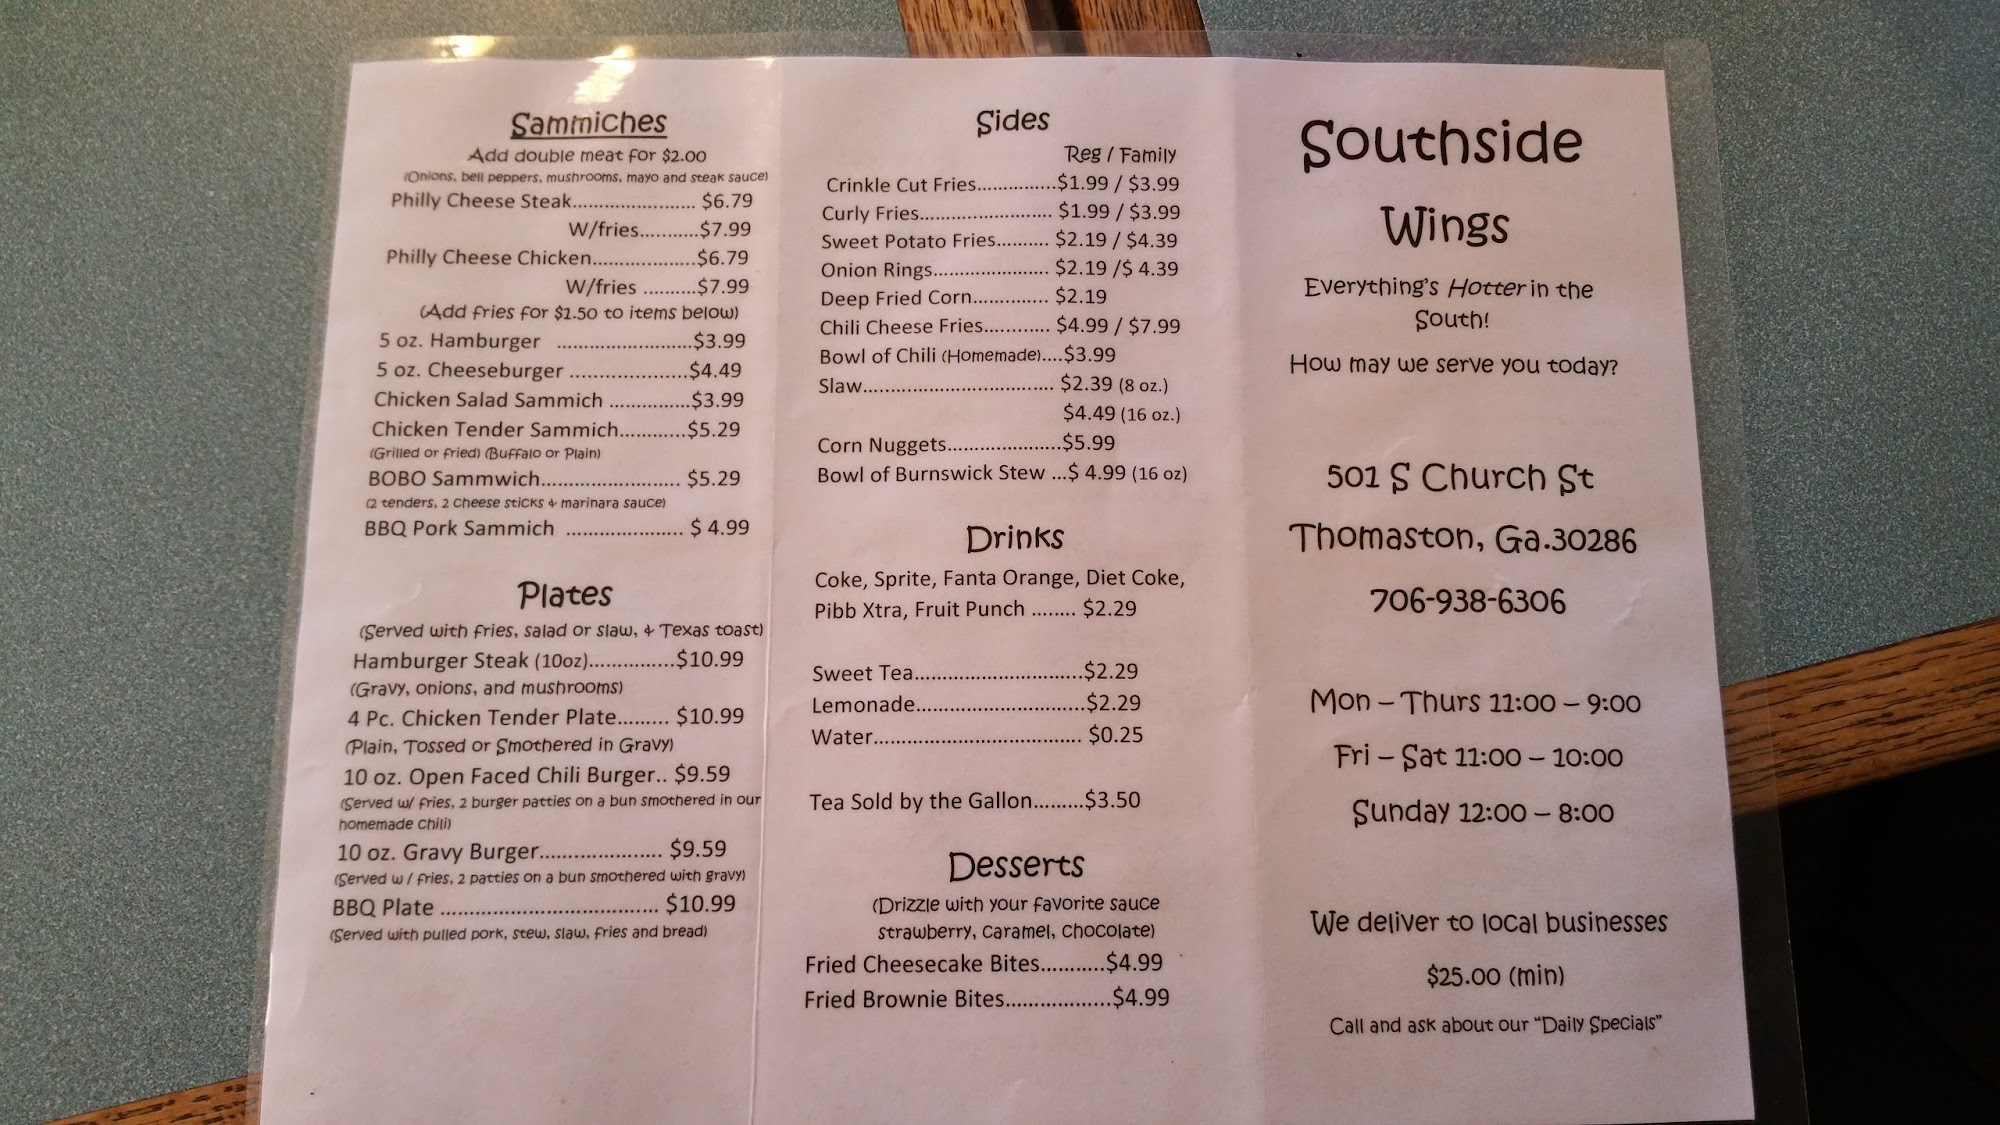 Sammiches
Add double meat for $2.00
(Onions, bell peppers, mushrooms, mayo and steak sauce)
Philly Cheese Steak...................... $6.79
W/fries...........$7.99
Philly Cheese Chicken..................$6.79
W/fries ..........$7.99
(Add fries for $1.50 to items below)
5 oz. Hamburger ........................$3.99
5 oz. Cheeseburger .....................$4.49
Chicken Salad Sammich ..............$3.99
Chicken Tender Sammich............$5.29
(Grilled or fried) (Buffalo or Plain)
BOBO Sammwich........................ $5.29
(2 tenders, 2 cheese sticks & marinara sauce)
BBQ Pork Sammich ..................... $ 4.99
Plates
(Served with fries, salad or slaw, & Texas toast)
Hamburger Steak (10oz)...............$10.99
(Gravy, onions, and mushrooms)
4 Pc. Chicken Tender Plate......... $10.99
(Plain, Tossed or Smothered in Gravy)
10 oz. Open Faced Chili Burger.. $9.59
(Served w/ fries, 2 burger patties on a bun smothered in our
homemade chili)
10 oz. Gravy Burger..................... $9.59
(Served w / fries, 2 patties on a bun smothered with gravy)
BBQ Plate ..................................... $10.99
(Served with pulled pork, stew, slaw, fries and bread)
Sides
Reg / Family
Crinkle Cut Fries..............$1.99 / $3.99
Curly Fries....................... $1.99 / $3.99
Sweet Potato Fries.......... $2.19 / $4.39
Onion Rings...................... $2.19 /$ 4.39
Deep Fried Corn.............. $2.19
Chili Cheese Fries............ $4.99 / $7.99
Bowl of Chili (Homemade)....$3.99
Slaw.................................. $2.39 (8 oz.)
$4.49 (16 oz.)
Corn Nuggets....................$5.99
Bowl of Burnswick Stew ...$ 4.99 (16 oz)
Drinks
Coke, Sprite, Fanta Orange, Diet Coke,
Pibb Xtra, Fruit Punch ........ $2.29
Sweet Tea.............................$2.29
Lemonade.............................$2.29
Water.................................... $0.25
Tea Sold by the Gallon.........$3.50
Desserts
(Drizzle with your favorite sauce
strawberry, caramel, chocolate)
Fried Cheesecake Bites...........$4.99
Fried Brownie Bites..................$4.99
Southside
Wings
Everything's Hotter in the
South!
How may we serve you today?
501 S Church St
Thomaston, Ga.30286
706-938-6306
Mon – Thurs 11:00 – 9:00
Fri – Sat 11:00 – 10:00
Sunday 12:00 – 8:00
We deliver to local businesses
$25.00 (min)
Call and ask about our "Daily Specials"